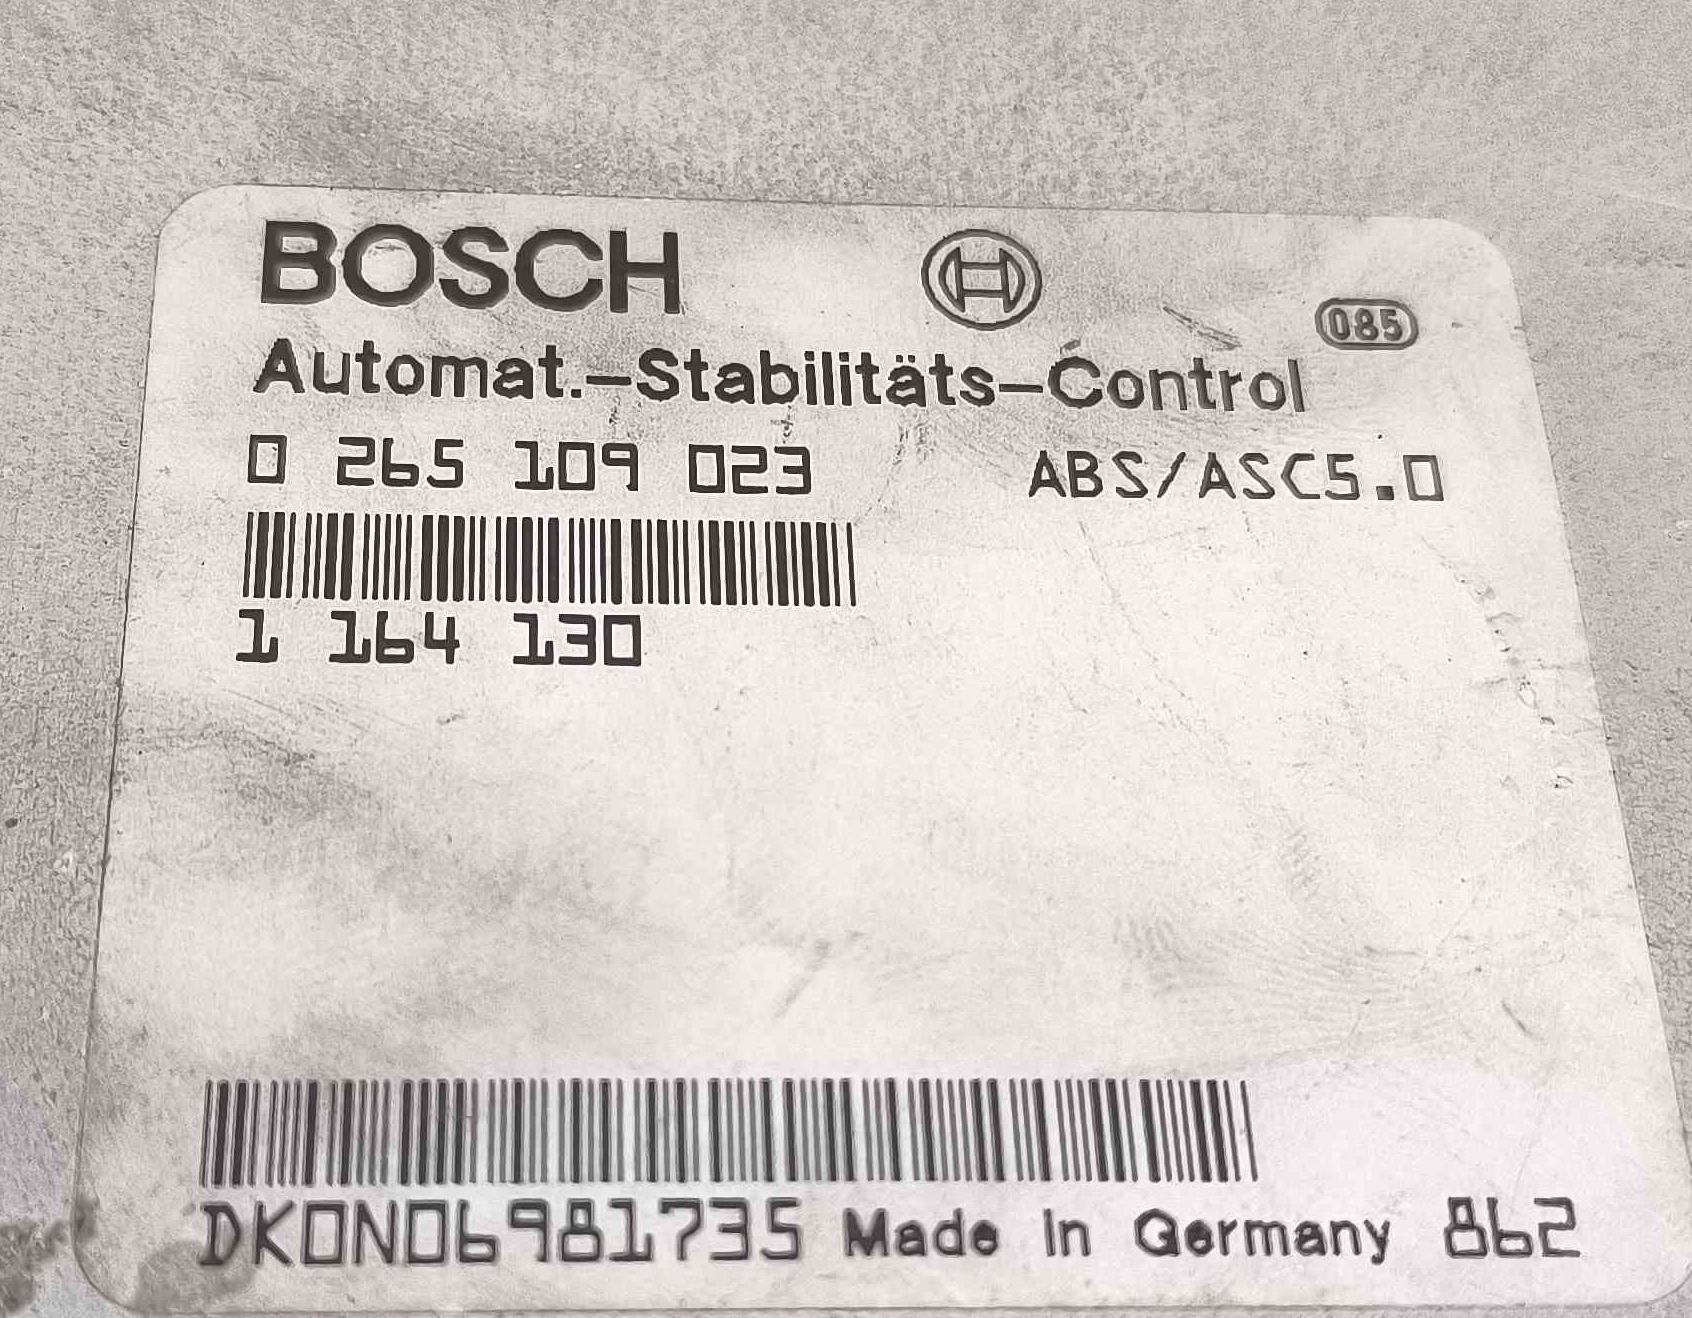 BOSCH
085
Automat.-Stabilitäts-Control
0 265 109 023 ABS/ASC5.0
1 164 130
DK0N06981735 Made In Germany 862